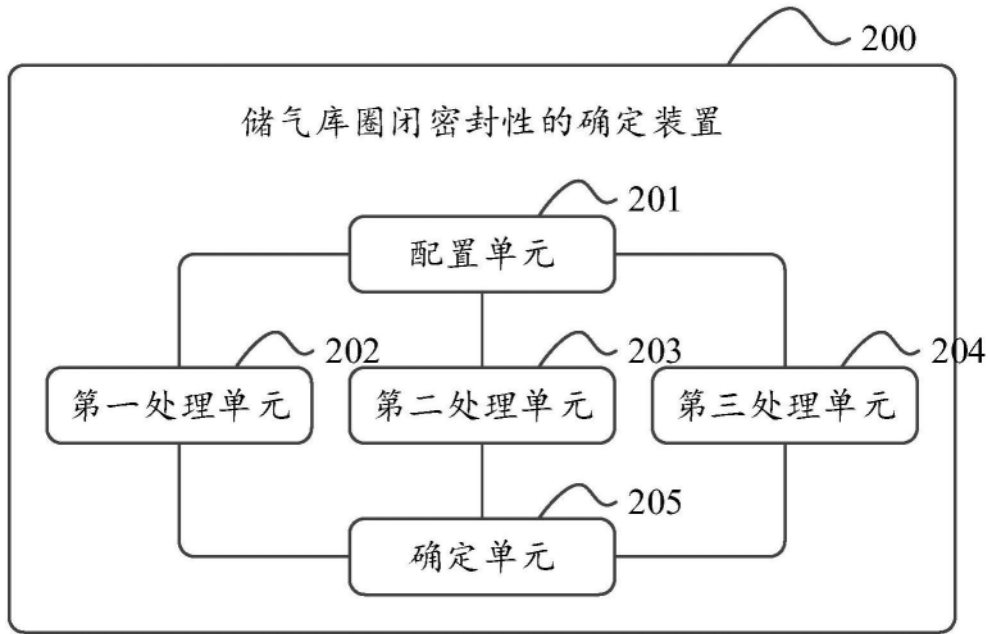 200
储气库圈闭密封性的确定装置
201
配置单元
202
203
204
第一处理单元
第二处理单元
第三处理单元
205
确定单元